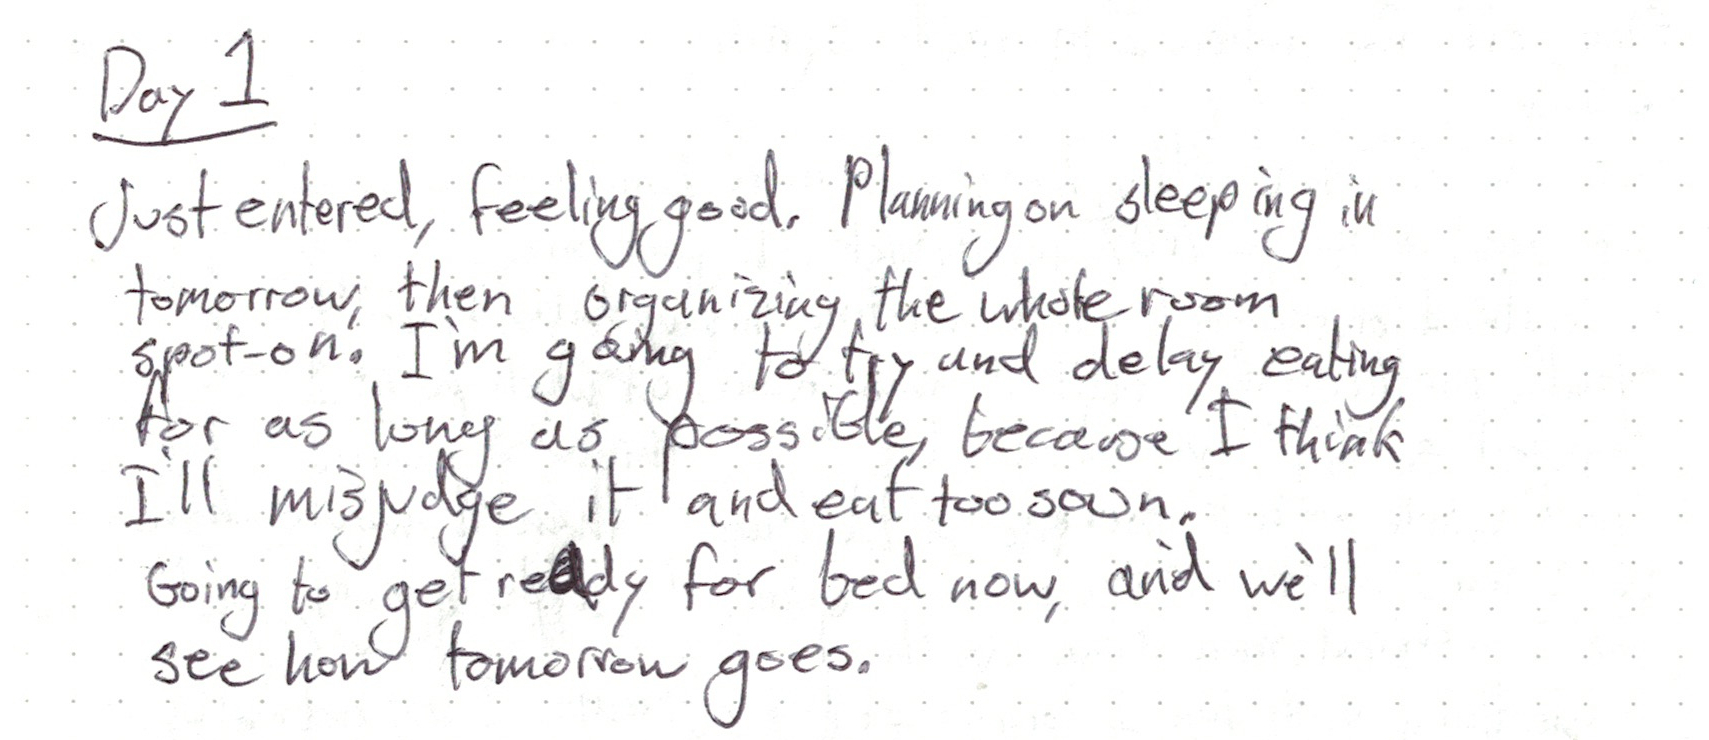 Day 1
Just entered, feeling good. Planning on sleeping in
tomorrow, then organizing the whole room
spot-on. I'm going to try and delay eating
for as long as possible, because I think
I'll misjudge it and eat too soon.
Going to get ready for bed now, and we'll
see how tomorrow goes.